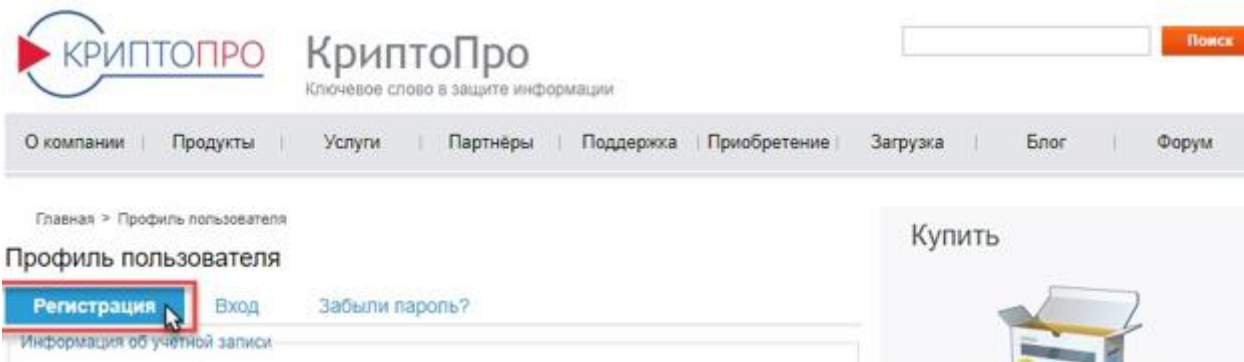 КРИПТОПРО
КриптоПро
Ключевое слово в защите информации
Поиск
О компании | Продукты | Услуги | Партнёры | Поддержка | Приобретение | Загрузка | Блог | Форум
Главная > Профиль пользователя
Купить
Профиль пользователя
Регистрация Вход Забыли пароль?
Информация об учётной записи